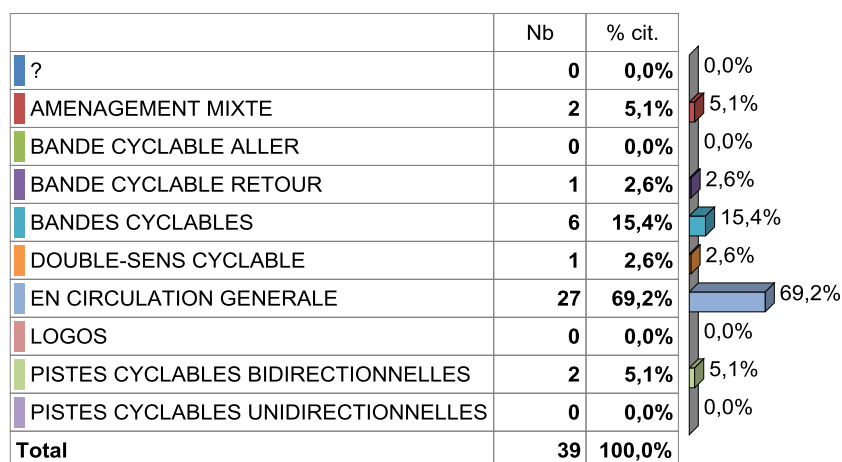 Nb % cit.
? 0 0,0% 0,0%
AMENAGEMENT MIXTE 2 5,1% 5,1%
BANDE CYCLABLE ALLER 0 0,0% 0,0%
BANDE CYCLABLE RETOUR 1 2,6% 2,6%
BANDES CYCLABLES 6 15,4% 15,4%
DOUBLE-SENS CYCLABLE 1 2,6% 2,6%
EN CIRCULATION GENERALE 27 69,2% 69,2%
LOGOS 0 0,0% 0,0%
PISTES CYCLABLES BIDIRECTIONNELLES 2 5,1% 5,1%
PISTES CYCLABLES UNIDIRECTIONNELLES 0 0,0% 0,0%
Total 39 100,0%